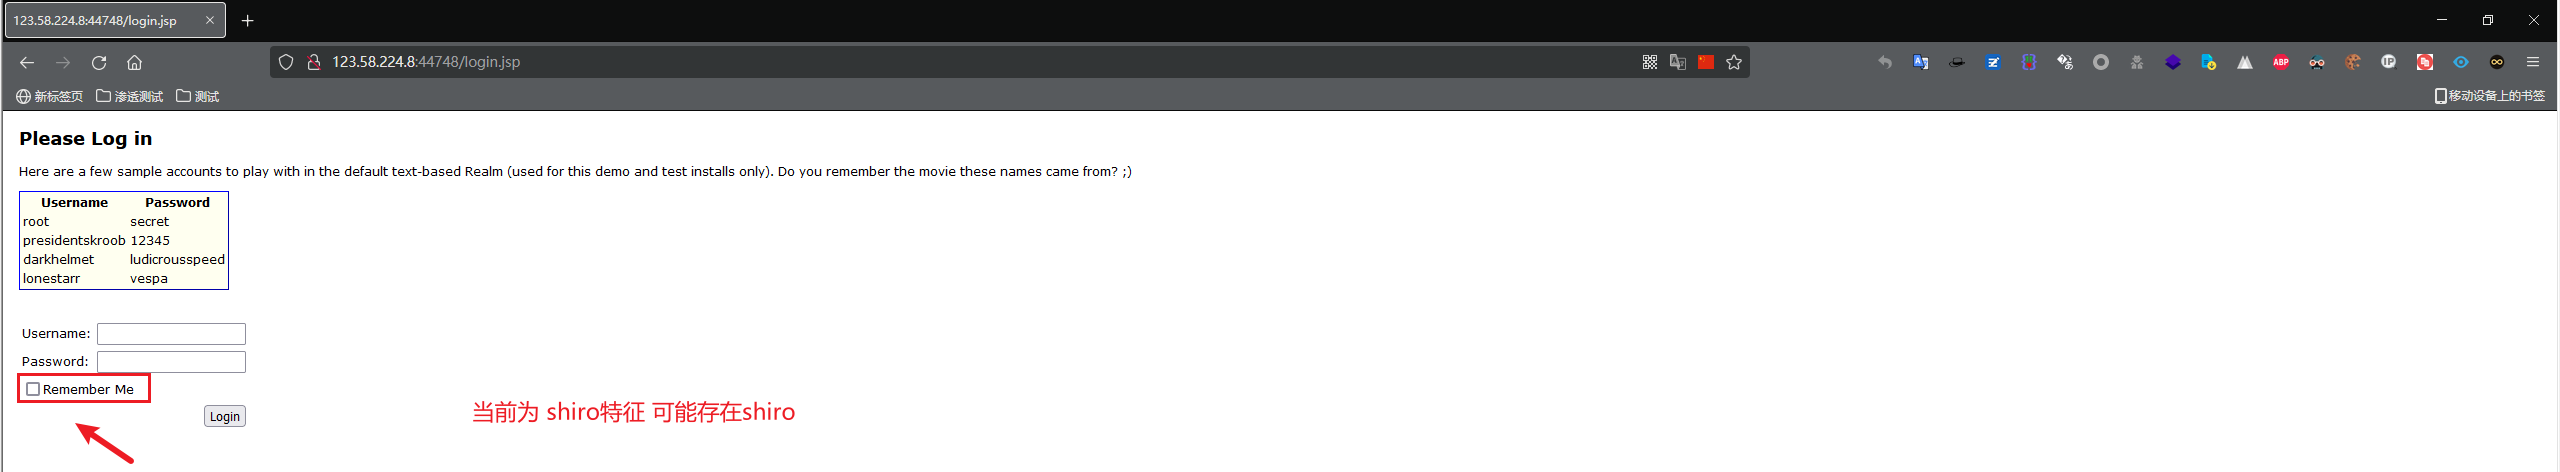 123.58.224.8:44748/login.jsp
123.58.224.8:44748/login.jsp
ABP
IP
新标签页 渗透测试 测试 移动设备上的书签
Please Log in
Here are a few sample accounts to play with in the default text-based Realm (used for this demo and test installs only). Do you remember the movie these names came from? ;)
Username Password
root secret
presidentskroob 12345
darkhelmet ludicrousspeed
lonestarr vespa
Username:
Password:
Remember Me
Login
当前为 shiro特征 可能存在shiro